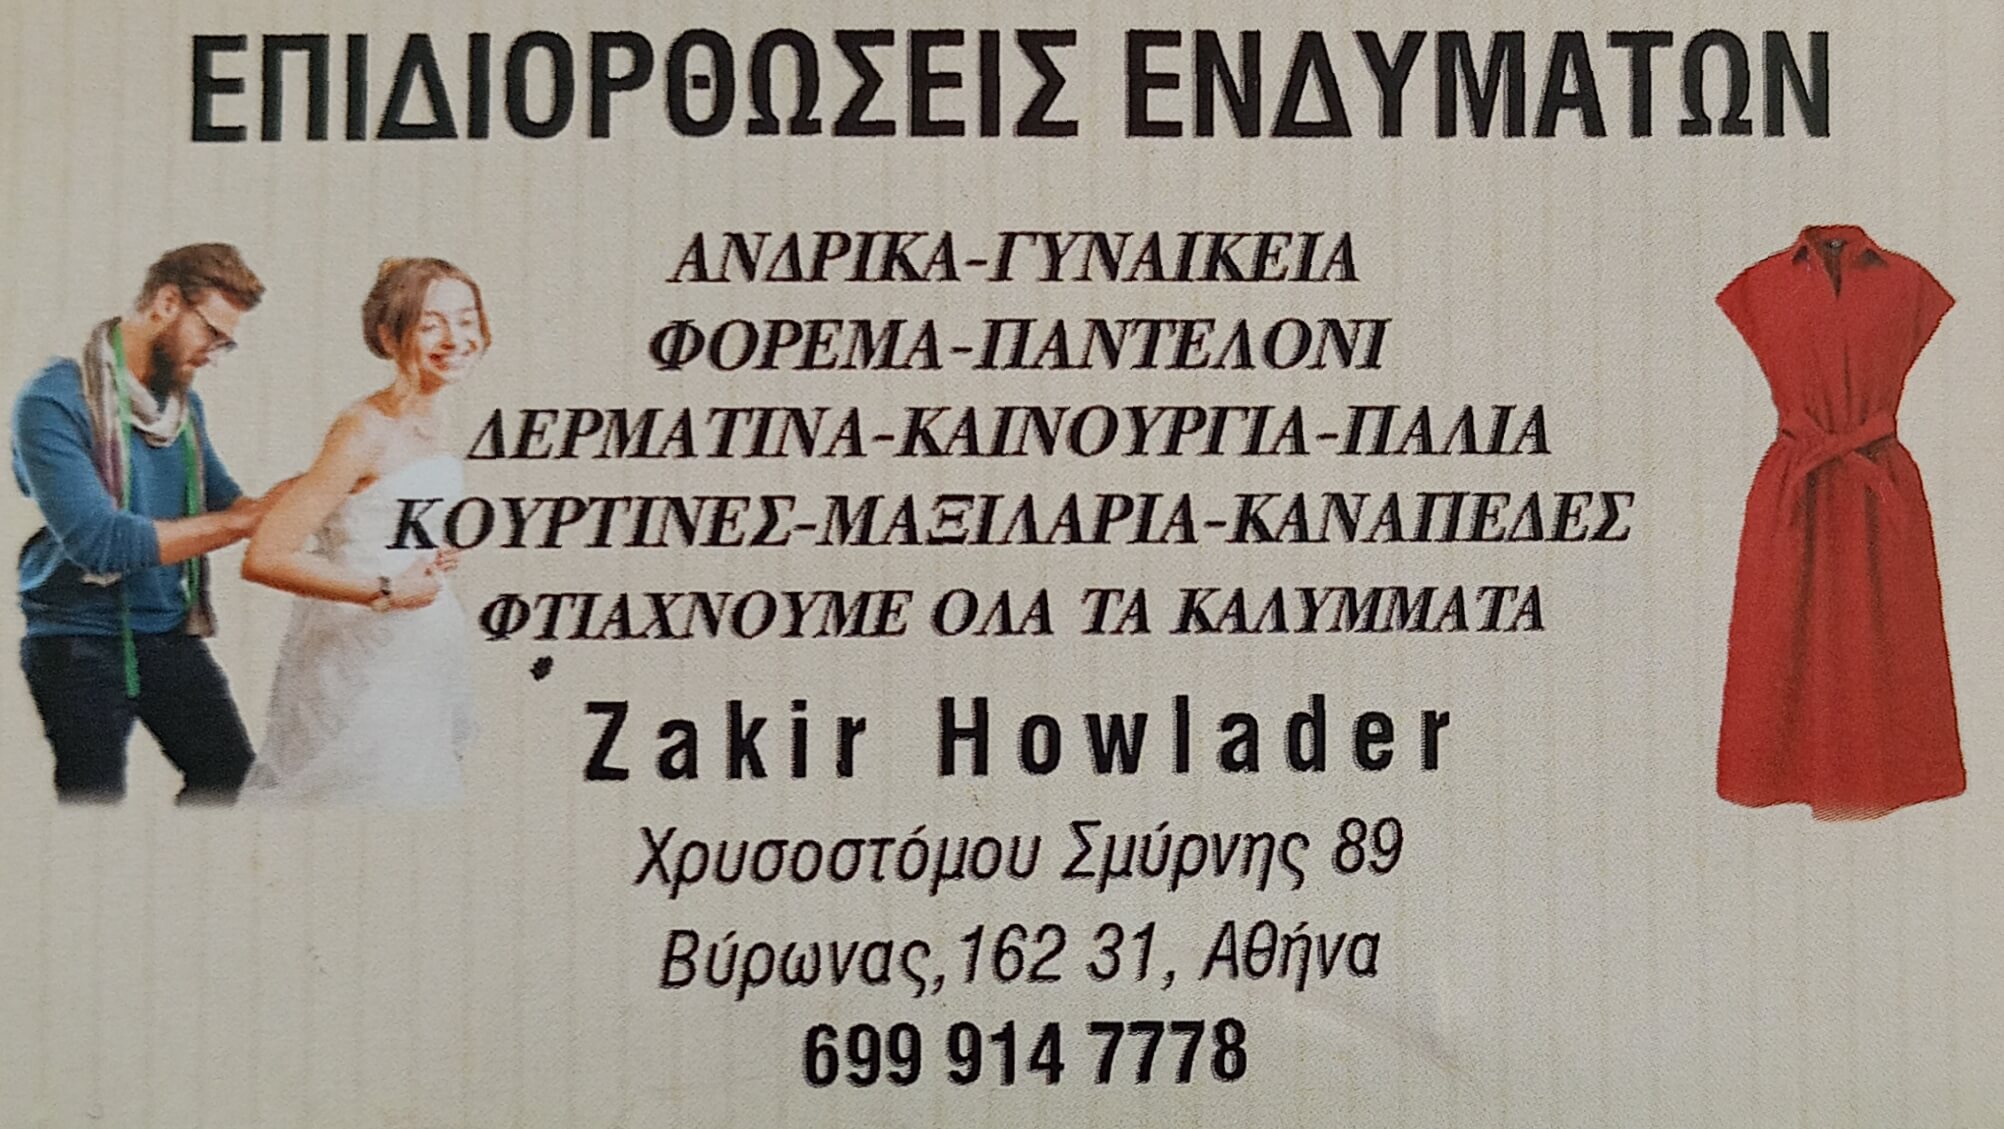 ΕΠΙΔΙΟΡΘΩΣΕΙΣ ΕΝΔΥΜΑΤΩΝ
ΑΝΔΡΙΚΑ-ΓΥΝΑΙΚΕΙΑ
ΦΟΡΕΜΑ-ΠΑΝΤΕΛΟΝΙ
ΔΕΡΜΑΤΙΝΑ-ΚΑΙΝΟΥΡΓΙΑ-ΠΑΛΙΑ
ΚΟΥΡΤΙΝΕΣ-ΜΑΞΙΛΑΡΙΑ-ΚΑΝΑΠΕΔΕΣ
ΦΤΙΑΧΝΟΥΜΕ ΟΛΑ ΤΑ ΚΑΛΥΜΜΑΤΑ
Zakir Howlader
Χρυσοστόμου Σμύρνης 89
Βύρωνας,162 31, Αθήνα
699 914 7778